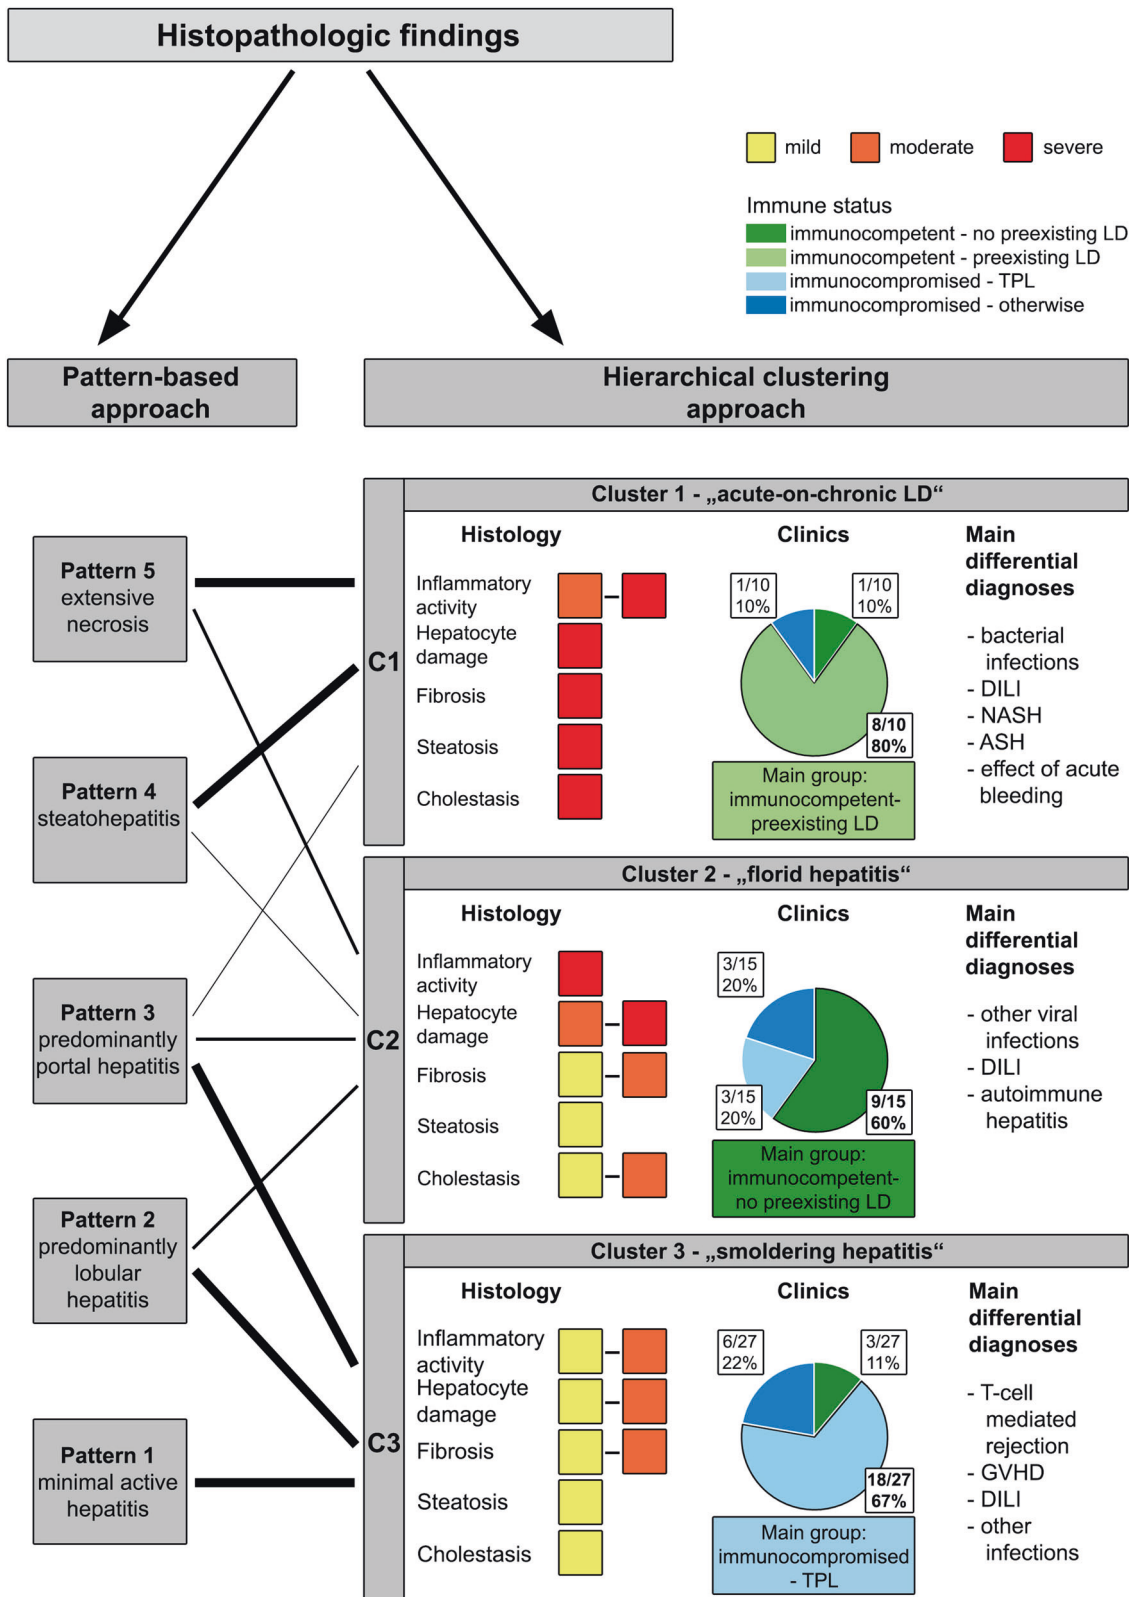 Histopathologic findings
mild
moderate
severe
Immune status
immunocompetent - no preexisting LD
immunocompetent - preexisting LD
immunocompromised - TPL
immunocompromised - otherwise
Pattern-based
approach
Hierarchical clustering
approach
Pattern 5
extensive
necrosis
Pattern 4
steatohepatitis
Pattern 3
predominantly
portal hepatitis
Pattern 2
predominantly
lobular
hepatitis
Pattern 1
minimal active
hepatitis
C1
Cluster 1 - „acute-on-chronic LD“
Histology
Inflammatory
activity
Hepatocyte
damage
Fibrosis
Steatosis
Cholestasis
Clinics
1/10
10%
1/10
10%
8/10
80%
Main group:
immunocompetent-
preexisting LD
Main
differential
diagnoses
- bacterial
infections
- DILI
- NASH
- ASH
- effect of acute
bleeding
C2
Cluster 2 - „florid hepatitis“
Histology
Inflammatory
activity
Hepatocyte
damage
Fibrosis
Steatosis
Cholestasis
Clinics
3/15
20%
3/15
20%
9/15
60%
Main group:
immunocompetent-
no preexisting LD
Main
differential
diagnoses
- other viral
infections
- DILI
- autoimmune
hepatitis
C3
Cluster 3 - „smoldering hepatitis“
Histology
Inflammatory
activity
Hepatocyte
damage
Fibrosis
Steatosis
Cholestasis
Clinics
6/27
22%
3/27
11%
18/27
67%
Main group:
immunocompromised
- TPL
Main
differential
diagnoses
- T-cell
mediated
rejection
- GVHD
- DILI
- other
infections